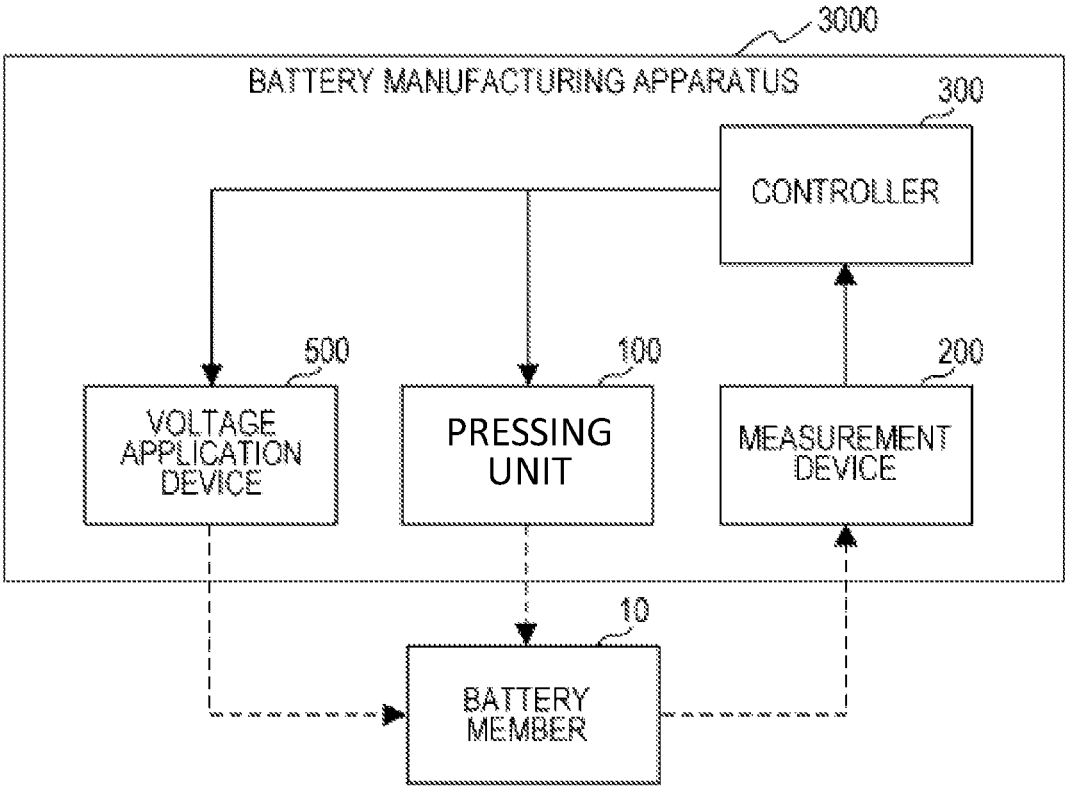 3000
BATTERY MANUFACTURING APPARATUS
300
CONTROLLER
500
100
200
VOLTAGE
APPLICATION
DEVICE
PRESSING
UNIT
MEASUREMENT
DEVICE
10
BATTERY
MEMBER